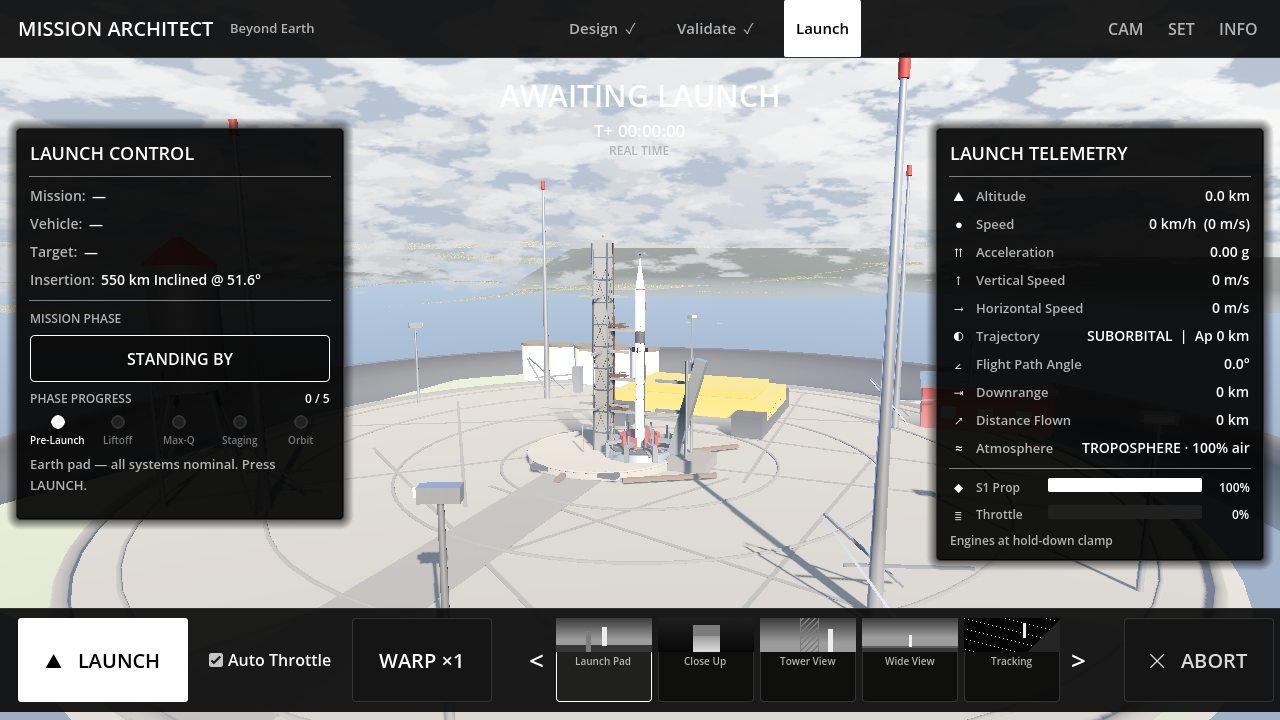 MISSION ARCHITECT
Beyond Earth
Design ✓
Validate ✓
Launch
CAM
SET
INFO
AWAITING LAUNCH
T+ 00:00:00
REAL TIME
LAUNCH CONTROL
Mission: —
Vehicle: —
Target: —
Insertion: 550 km Inclined @ 51.6°
MISSION PHASE
STANDING BY
PHASE PROGRESS 0 / 5
Pre-Launch Liftoff Max-Q Staging Orbit
Earth pad — all systems nominal. Press
LAUNCH.
LAUNCH TELEMETRY
▲ Altitude 0.0 km
● Speed 0 km/h (0 m/s)
⇈ Acceleration 0.00 g
↑ Vertical Speed 0 m/s
→ Horizontal Speed 0 m/s
◐ Trajectory SUBORBITAL | Ap 0 km
∠ Flight Path Angle 0.0°
⇥ Downrange 0 km
↗ Distance Flown 0 km
≈ Atmosphere TROPOSPHERE · 100% air
◆ S1 Prop 100%
≣ Throttle 0%
Engines at hold-down clamp
▲ LAUNCH
Auto Throttle
WARP ×1
<
Launch Pad
Close Up
Tower View
Wide View
Tracking
>
╳ ABORT